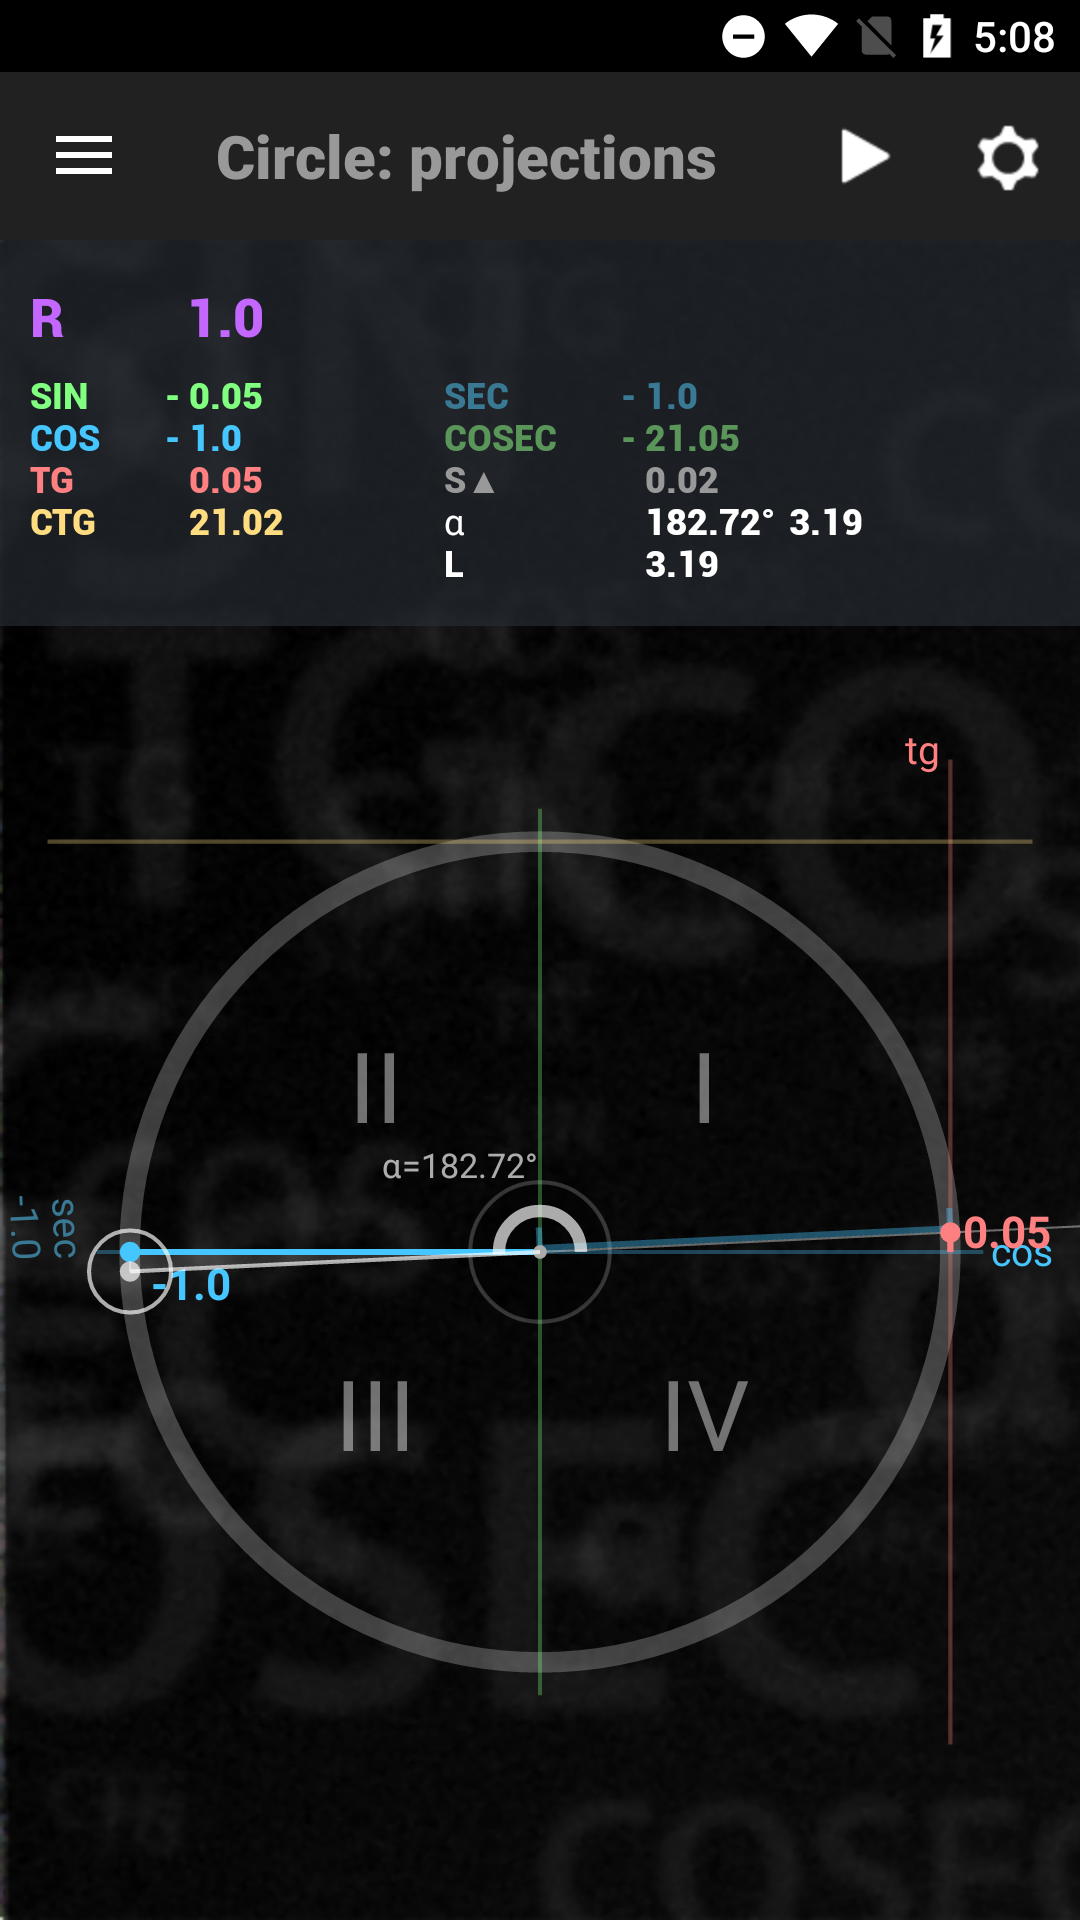 5:08
Circle: projections
R 1.0
SIN - 0.05 SEC - 1.0
COS - 1.0 COSEC - 21.05
TG 0.05 S▲ 0.02
CTG 21.02 α 182.72° 3.19
L 3.19
tg
II I
α=182.72°
sec
-1.0
0.05
cos
-1.0
III IV
COSEC